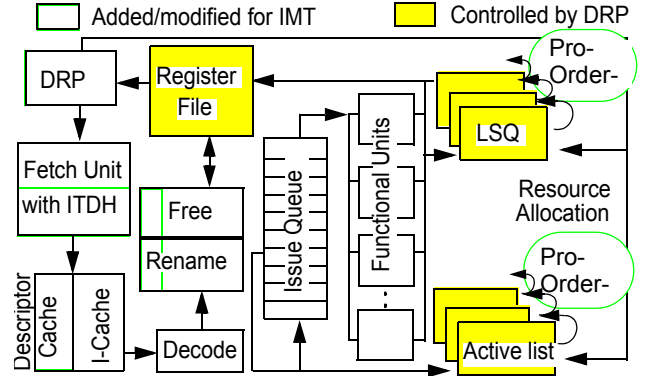 Added/modified for IMT
Controlled by DRP
DRP
Register
File
Pro-
Order-
LSQ
Fetch Unit
with ITDH
Free
Rename
Issue Queue
Functional Units
Resource
Allocation
Pro-
Order-
Descriptor
Cache
I-Cache
Decode
Active list